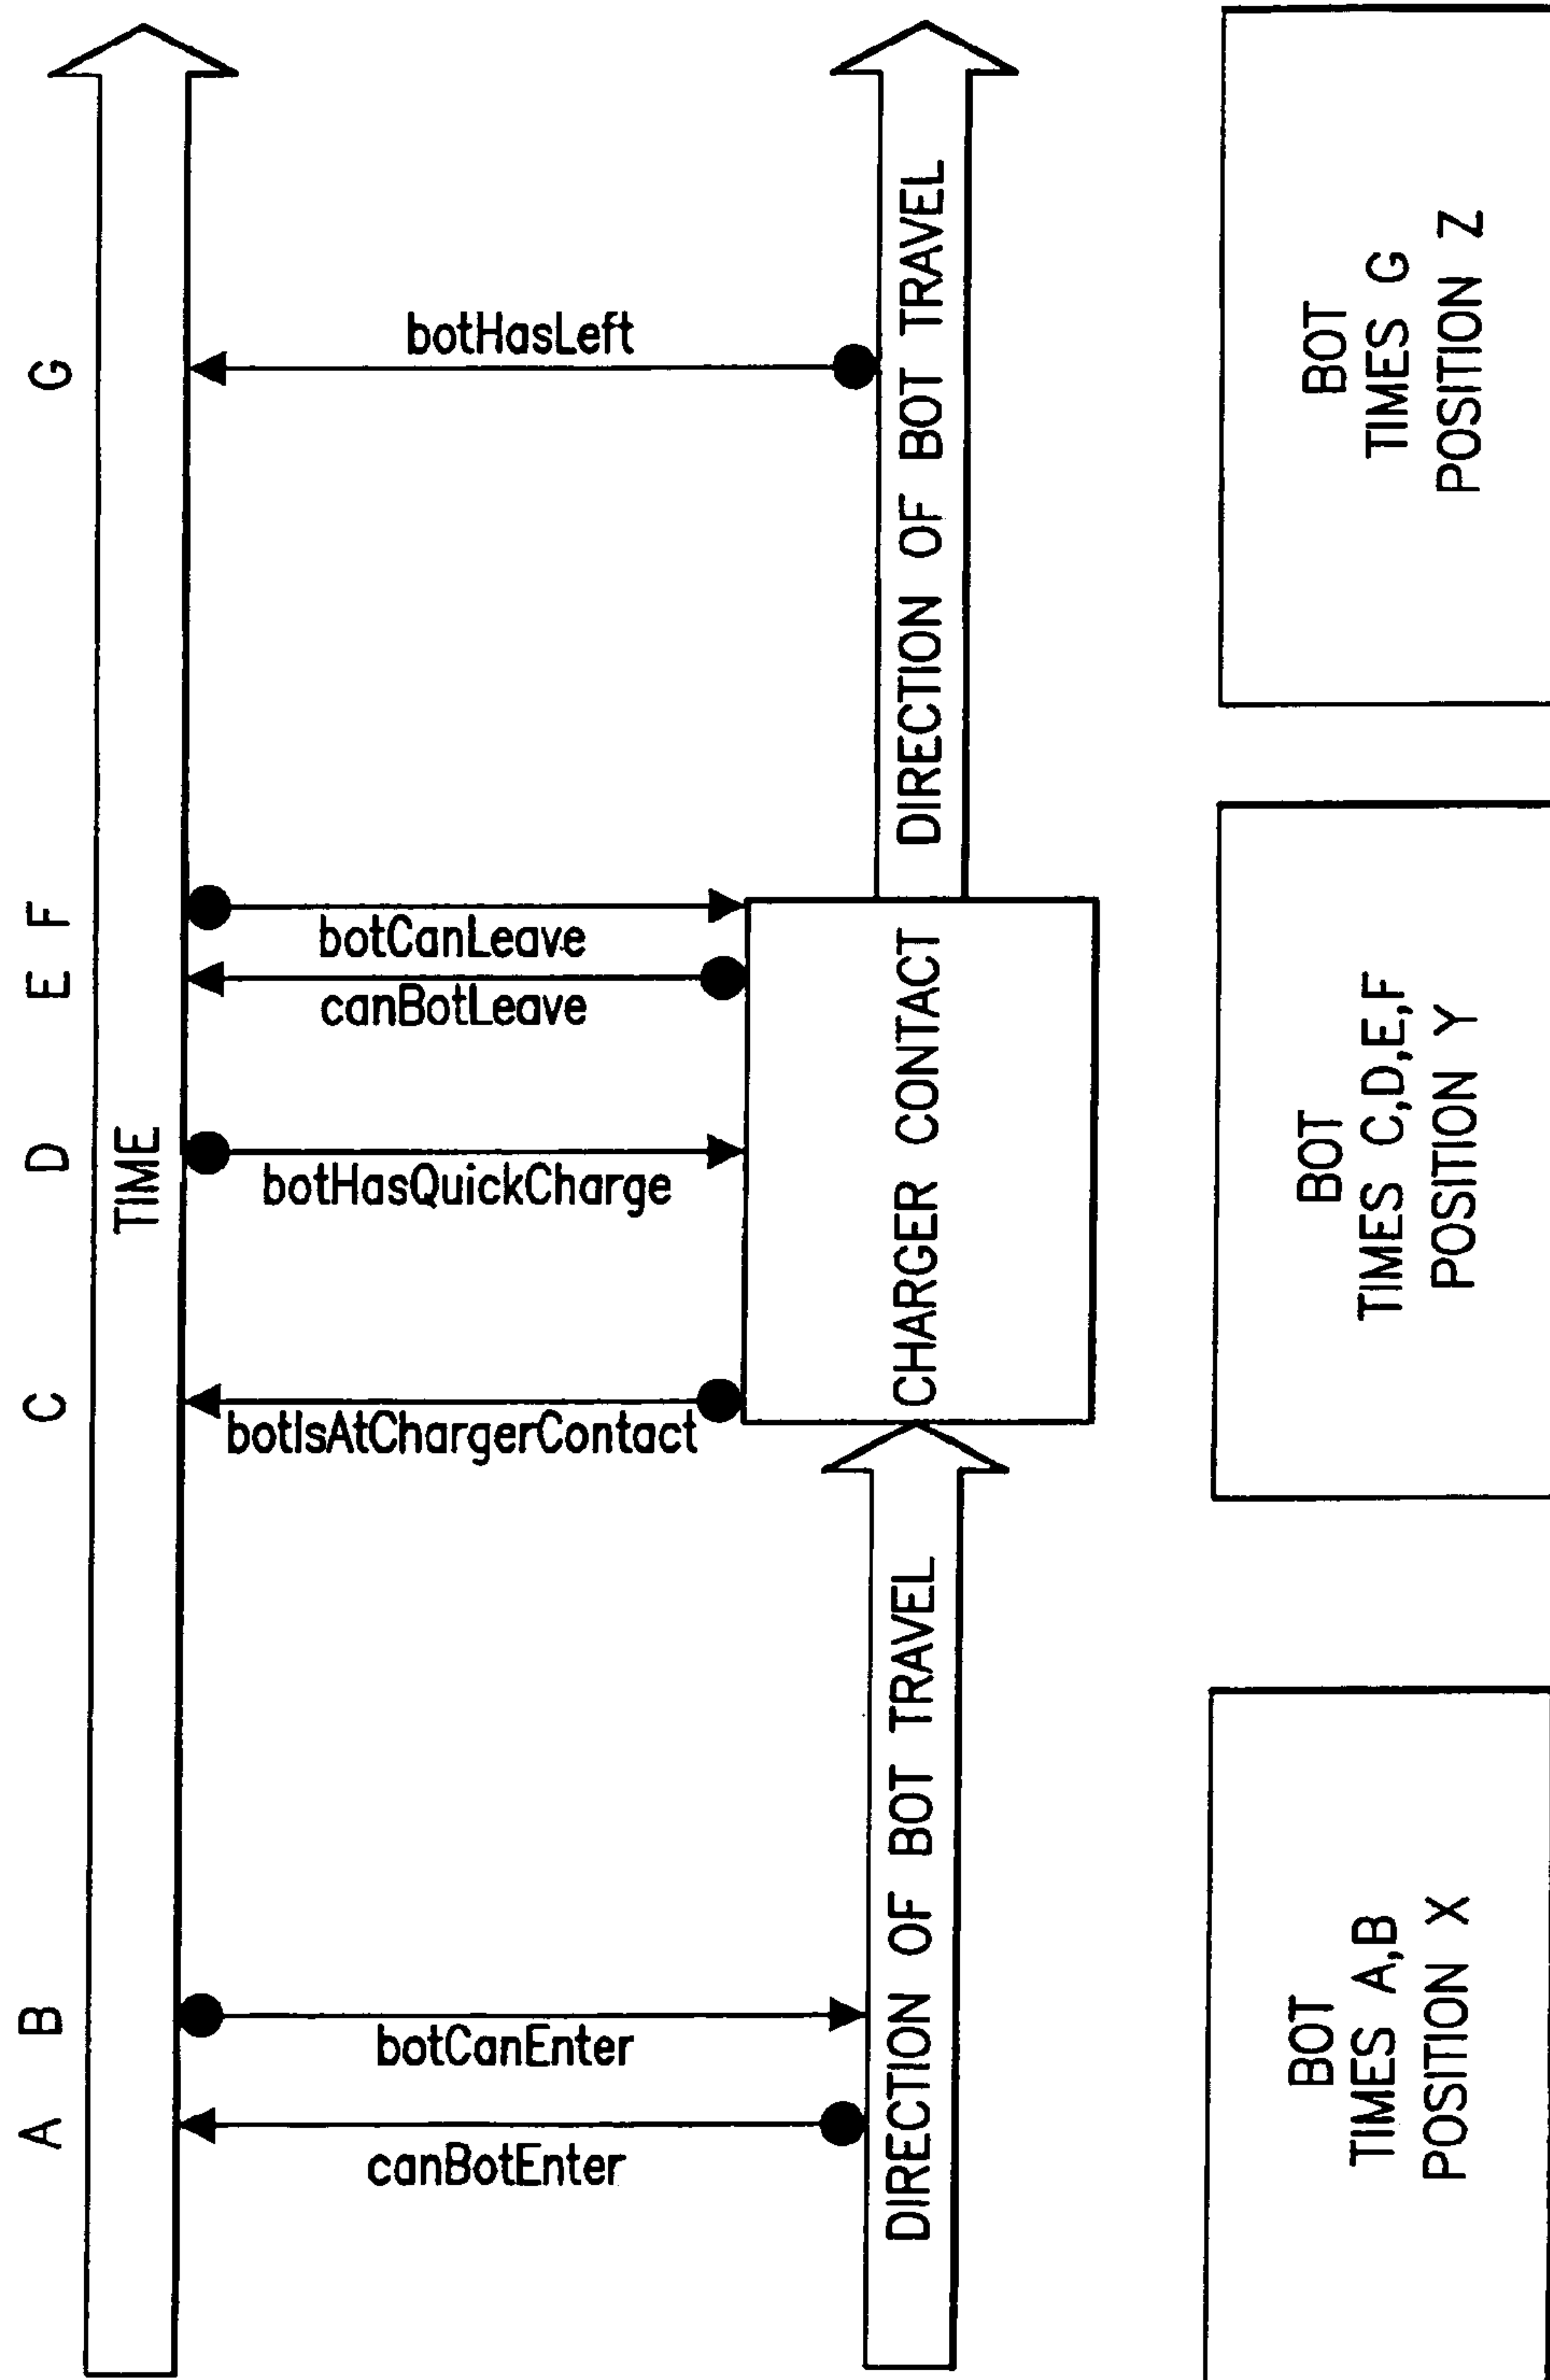 A
B
C
D
E
F
G
TIME
canBotEnter
botCanEnter
botIsAtChargerContact
botHasQuickCharge
canBotLeave
botCanLeave
botHasLeft
DIRECTION OF BOT TRAVEL
CHARGER CONTACT
DIRECTION OF BOT TRAVEL
BOT
TIMES A,B
POSITION X
BOT
TIMES C,D,E,F
POSITION Y
BOT
TIMES G
POSITION Z